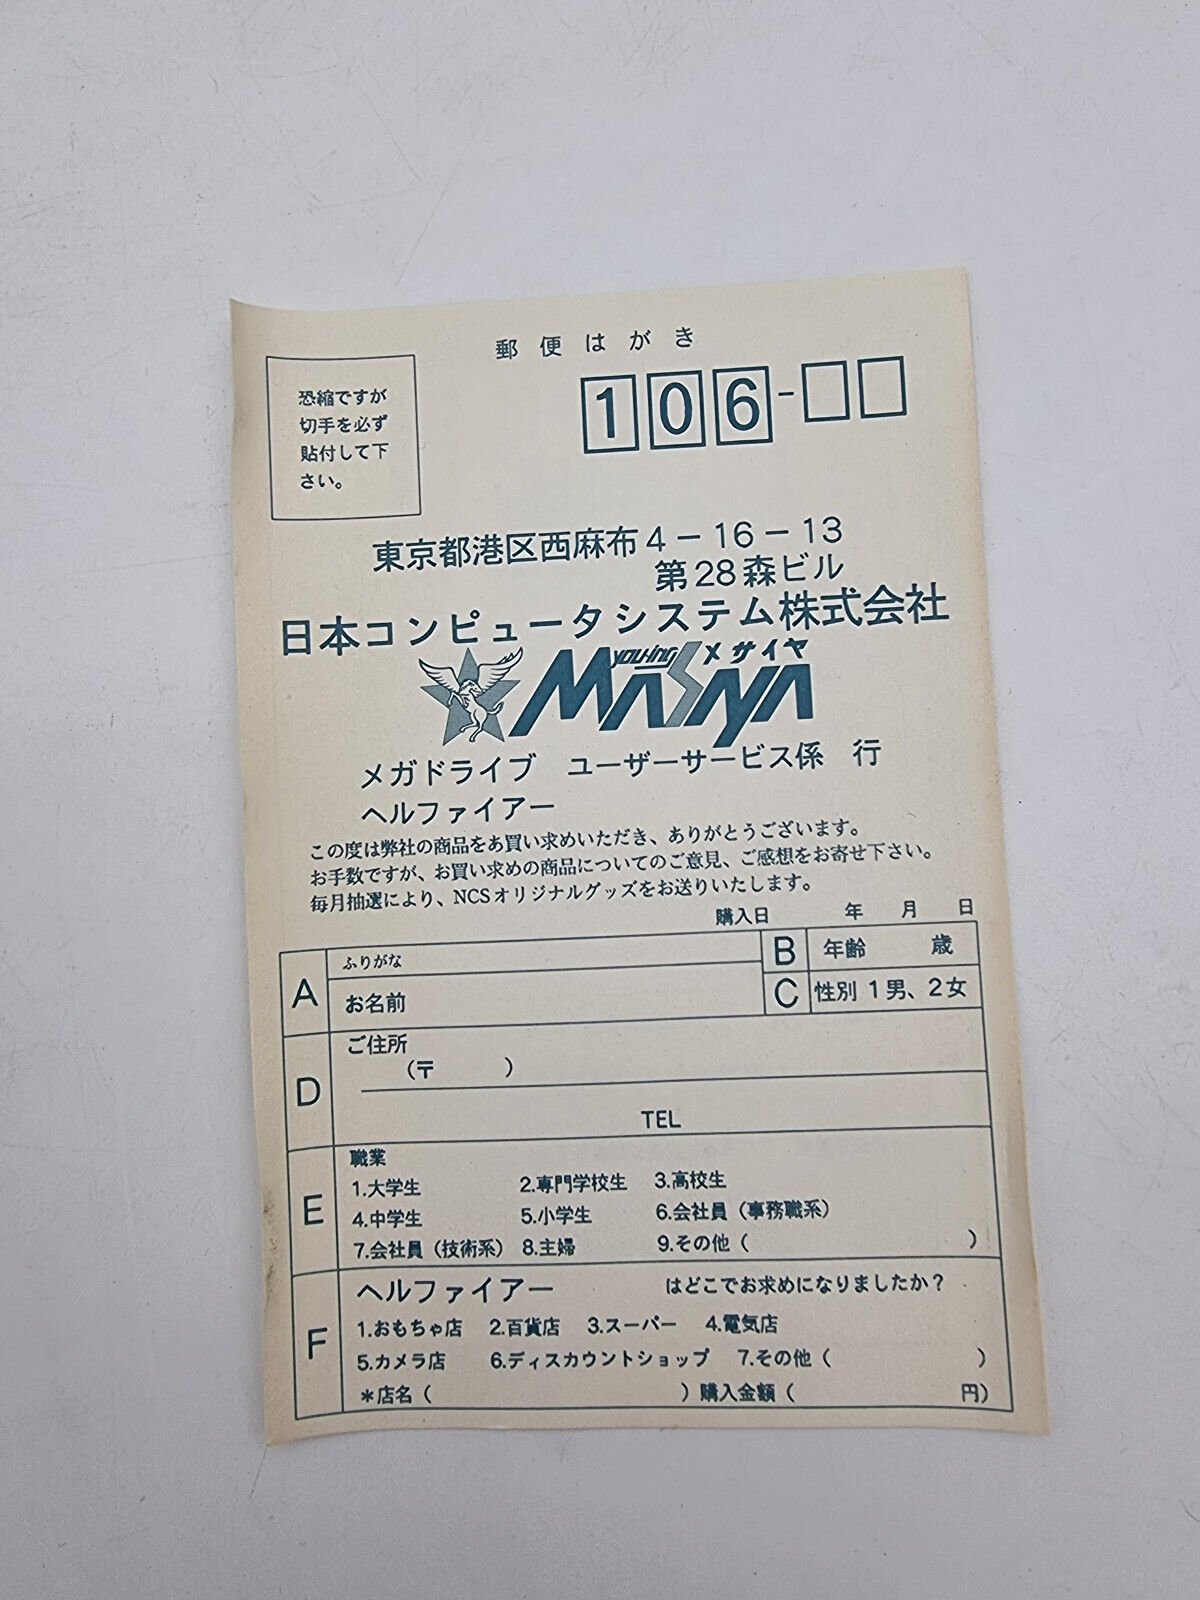 郵便はがき
恐縮ですが
切手を必ず
貼付して下
さい。
106-
東京都港区西麻布4-16-13
第28森ビル
日本コンピュータシステム株式会社
you-ing メサイヤ
MASAYA
メガドライブ ユーザーサービス係 行
ヘルファイアー
この度は弊社の商品をあ買い求めいただき、ありがとうございます。
お手数ですが、お買い求めの商品についてのご意見、ご感想をお寄せ下さい。
毎月抽選により、NCSオリジナルグッズをお送りいたします。
購入日 年 月 日
A ふりがな
お名前
B 年齢 歳
C 性別 1男、2女
D ご住所
(〒 )
TEL
E 職業
1.大学生 2.専門学校生 3.高校生
4.中学生 5.小学生 6.会社員(事務職系)
7.会社員(技術系) 8.主婦 9.その他( )
F ヘルファイアー はどこでお求めになりましたか?
1.おもちゃ店 2.百貨店 3.スーパー 4.電気店
5.カメラ店 6.ディスカウントショップ 7.その他( )
*店名( )購入金額( 円)